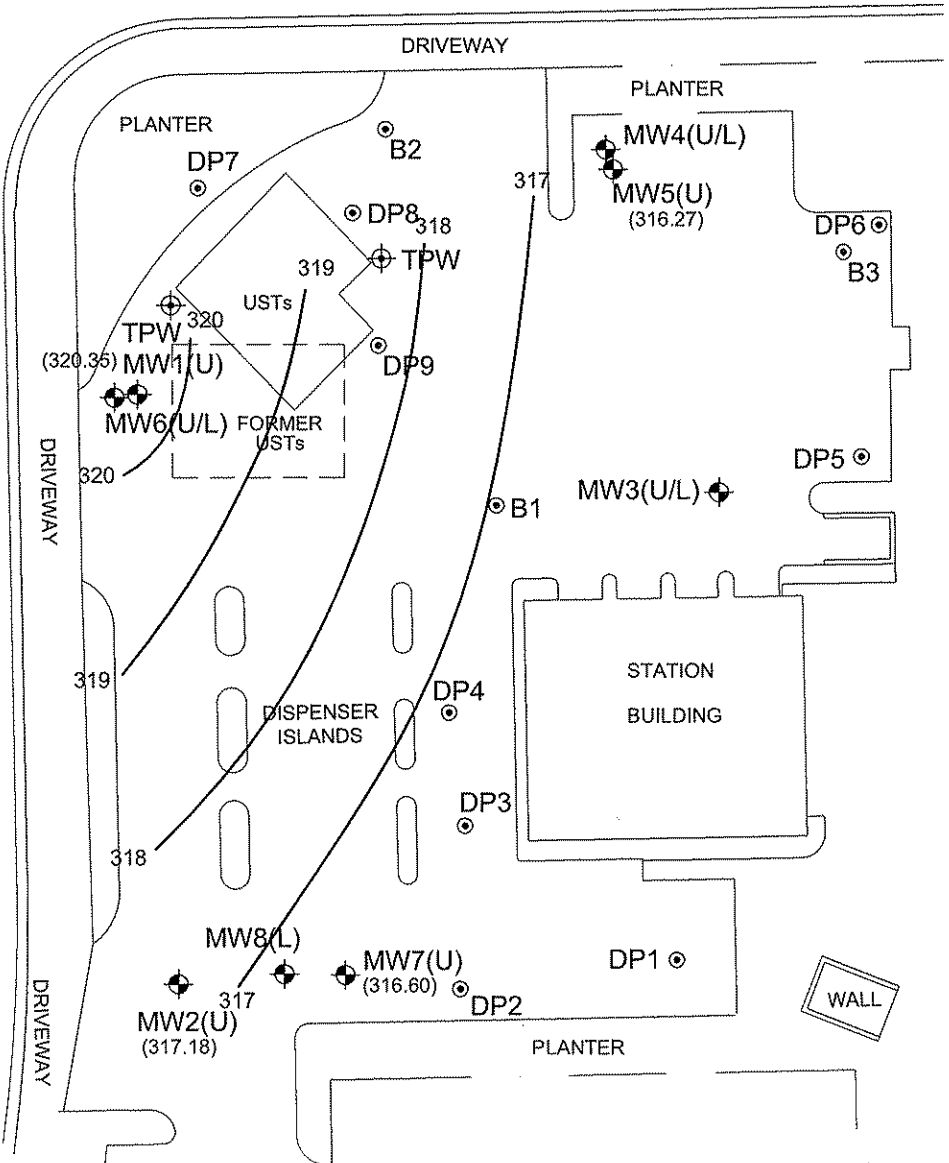 DRIVEWAY
PLANTER
PLANTER
MW4(U/L)
B2
DP7
317
MW5(U)
(316.27)
DP8
318
DP6
TPW
B3
319
USTs
320
TPW
(320.35)
MW1(U)
DP9
MW6(U/L)
FORMER
USTs
DRIVEWAY
320
DP5
MW3(U/L)
B1
319
STATION
BUILDING
DP4
DISPENSER
ISLANDS
DP3
318
MW8(L)
MW7(U)
(316.60)
DP1
DRIVEWAY
317
DP2
WALL
MW2(U)
(317.18)
PLANTER